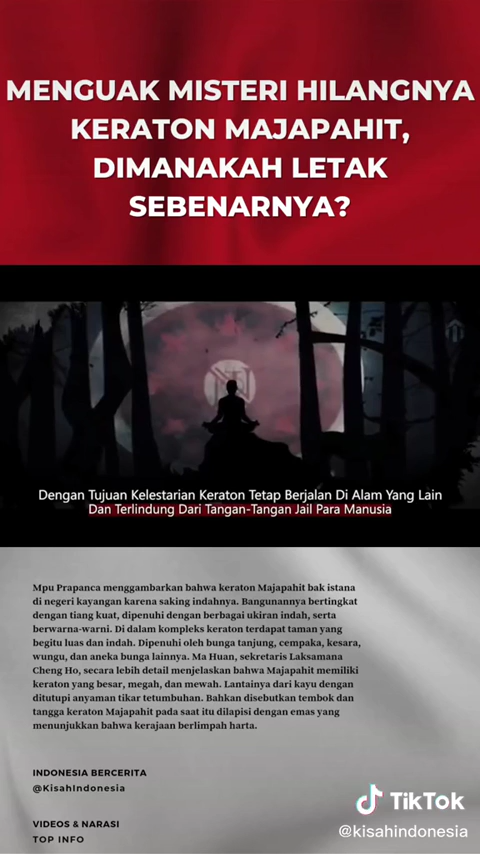 MENGUAK MISTERI HILANGNYA
KERATON MAJAPAHIT,
DIMANAKAH LETAK
SEBENARNYA?
Dengan Tujuan Kelestarian Keraton Tetap Berjalan Di Alam Yang Lain
Dan Terlindung Dari Tangan-Tangan Jail Para Manusia
Mpu Prapanca menggambarkan bahwa keraton Majapahit bak istana
di negeri kayangan karena saking indahnya. Bangunannya bertingkat
dengan tiang kuat, dipenuhi dengan berbagai ukiran indah, serta
berwarna-warni. Di dalam kompleks keraton terdapat taman yang
begitu luas dan indah. Dipenuhi oleh bunga tanjung, cempaka, kesara,
wungu, dan aneka bunga lainnya. Ma Huan, sekretaris Laksamana
Cheng Ho, secara lebih detail menjelaskan bahwa Majapahit memiliki
keraton yang besar, megah, dan mewah. Lantainya dari kayu dengan
ditutupi anyaman tikar tetumbuhan. Bahkan disebutkan tembok dan
tangga keraton Majapahit pada saat itu dilapisi dengan emas yang
menunjukkan bahwa kerajaan berlimpah harta.
INDONESIA BERCERITA
@KisahIndonesia
VIDEOS & NARASI
TOP INFO
TikTok
@kisahindonesia